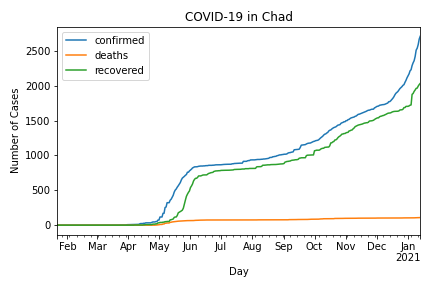 COVID-19 in Chad
confirmed
deaths
recovered
Number of Cases
2500
2000
1500
1000
500
0
Feb Mar Apr May Jun Jul Aug Sep Oct Nov Dec Jan
2021
Day